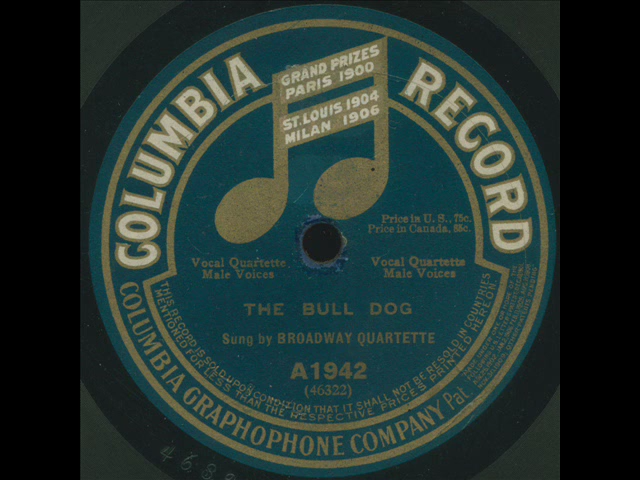 COLUMBIA RECORD
GRAND PRIZES
PARIS 1900
ST. LOUIS 1904
MILAN 1906
Price in U. S., 75c.
Price in Canada, 85c.
Vocal Quartette
Male Voices
Vocal Quartette
Male Voices
THE BULL DOG
Sung by BROADWAY QUARTETTE
A1942
(46322)
THIS RECORD IS SOLD UPON CONDITION THAT IT SHALL NOT BE RESOLD IN COUNTRIES
MENTIONED FOR LESS THAN THE RESPECTIVE PRICES PRINTED HEREON.
COLUMBIA GRAPHOPHONE COMPANY Pat.